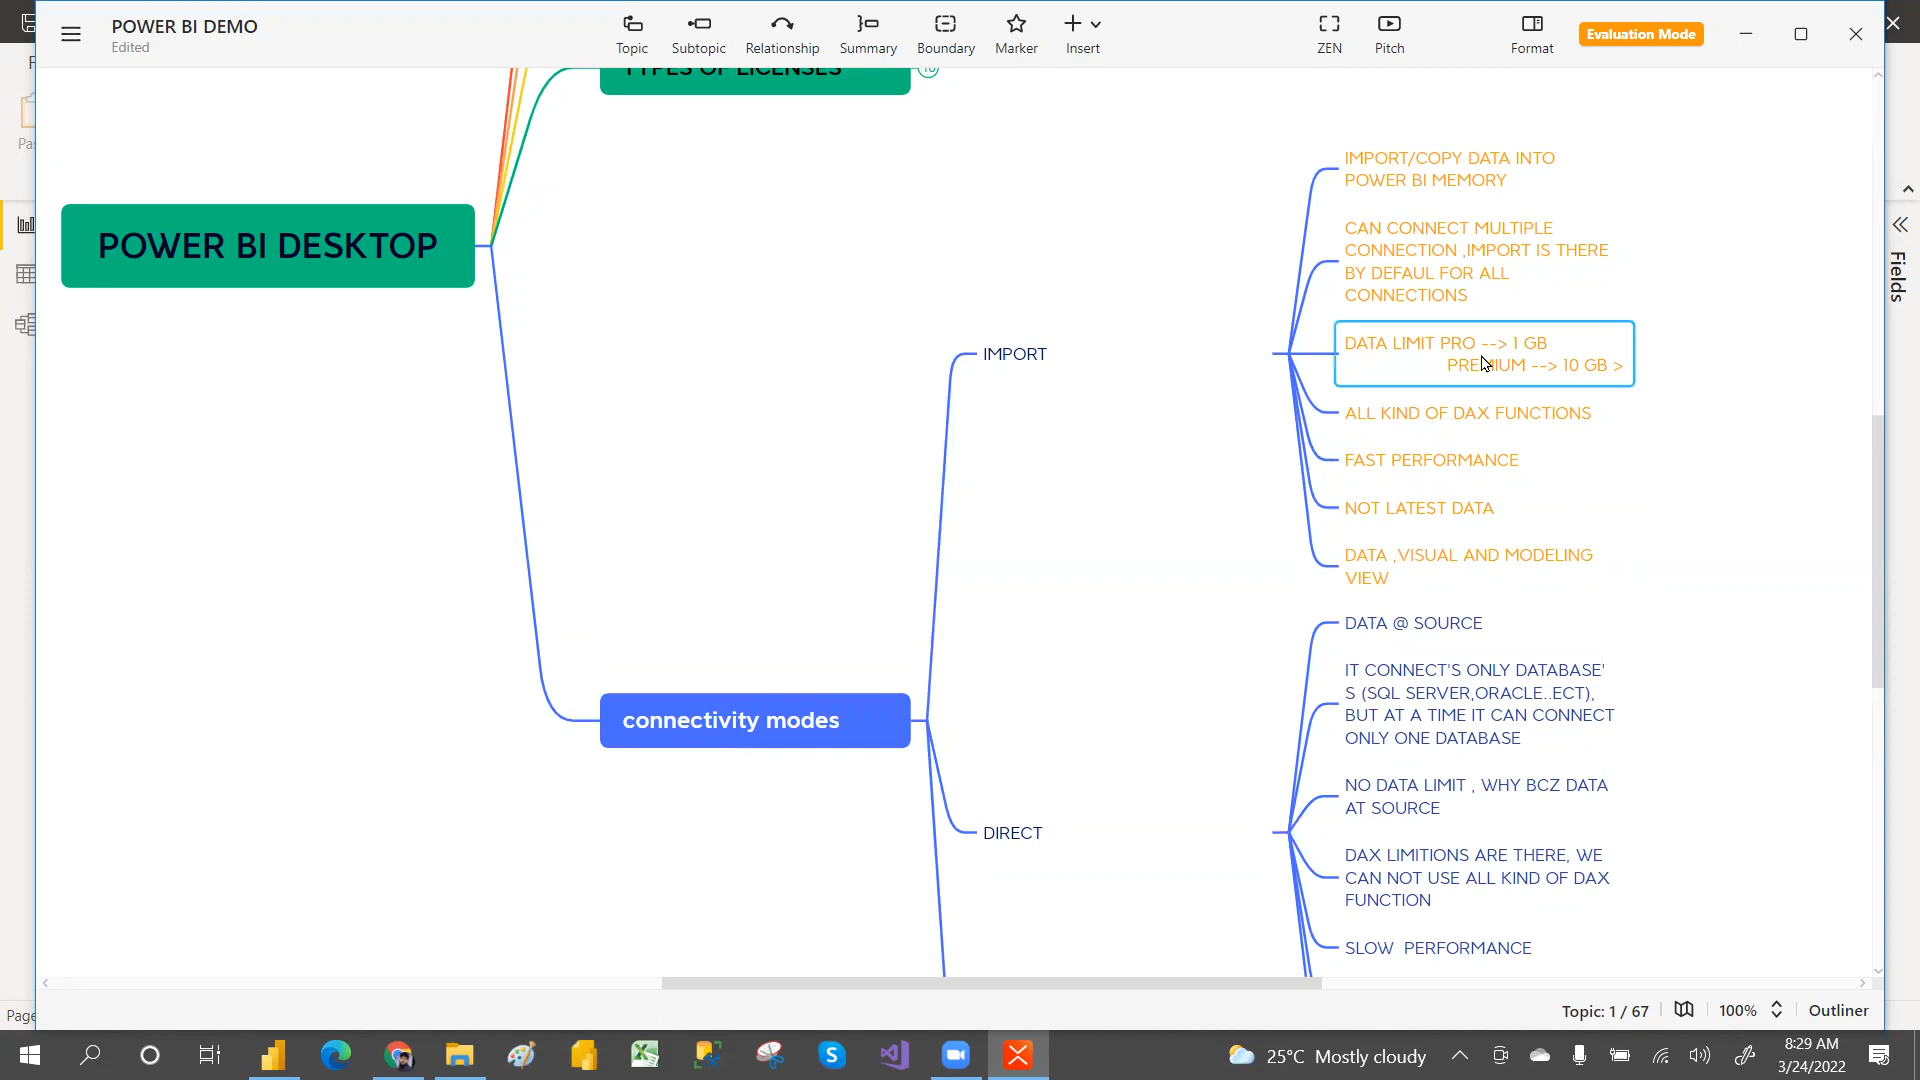 POWER BI DEMO
Edited
Topic
Subtopic
Relationship
Summary
Boundary
Marker
Insert
ZEN
Pitch
Format
Evaluation Mode
TYPES OF LICENSES
POWER BI DESKTOP
IMPORT/COPY DATA INTO
POWER BI MEMORY
CAN CONNECT MULTIPLE
CONNECTION ,IMPORT IS THERE
BY DEFAUL FOR ALL
CONNECTIONS
IMPORT
DATA LIMIT PRO --> 1 GB
PREMIUM --> 10 GB >
ALL KIND OF DAX FUNCTIONS
FAST PERFORMANCE
NOT LATEST DATA
DATA ,VISUAL AND MODELING
VIEW
connectivity modes
DATA @ SOURCE
IT CONNECT'S ONLY DATABASE'
S (SQL SERVER,ORACLE..ECT),
BUT AT A TIME IT CAN CONNECT
ONLY ONE DATABASE
DIRECT
NO DATA LIMIT , WHY BCZ DATA
AT SOURCE
DAX LIMITIONS ARE THERE, WE
CAN NOT USE ALL KIND OF DAX
FUNCTION
SLOW  PERFORMANCE
Fields
Page
Topic: 1 / 67
100%
Outliner
25°C Mostly cloudy
8:29 AM
3/24/2022